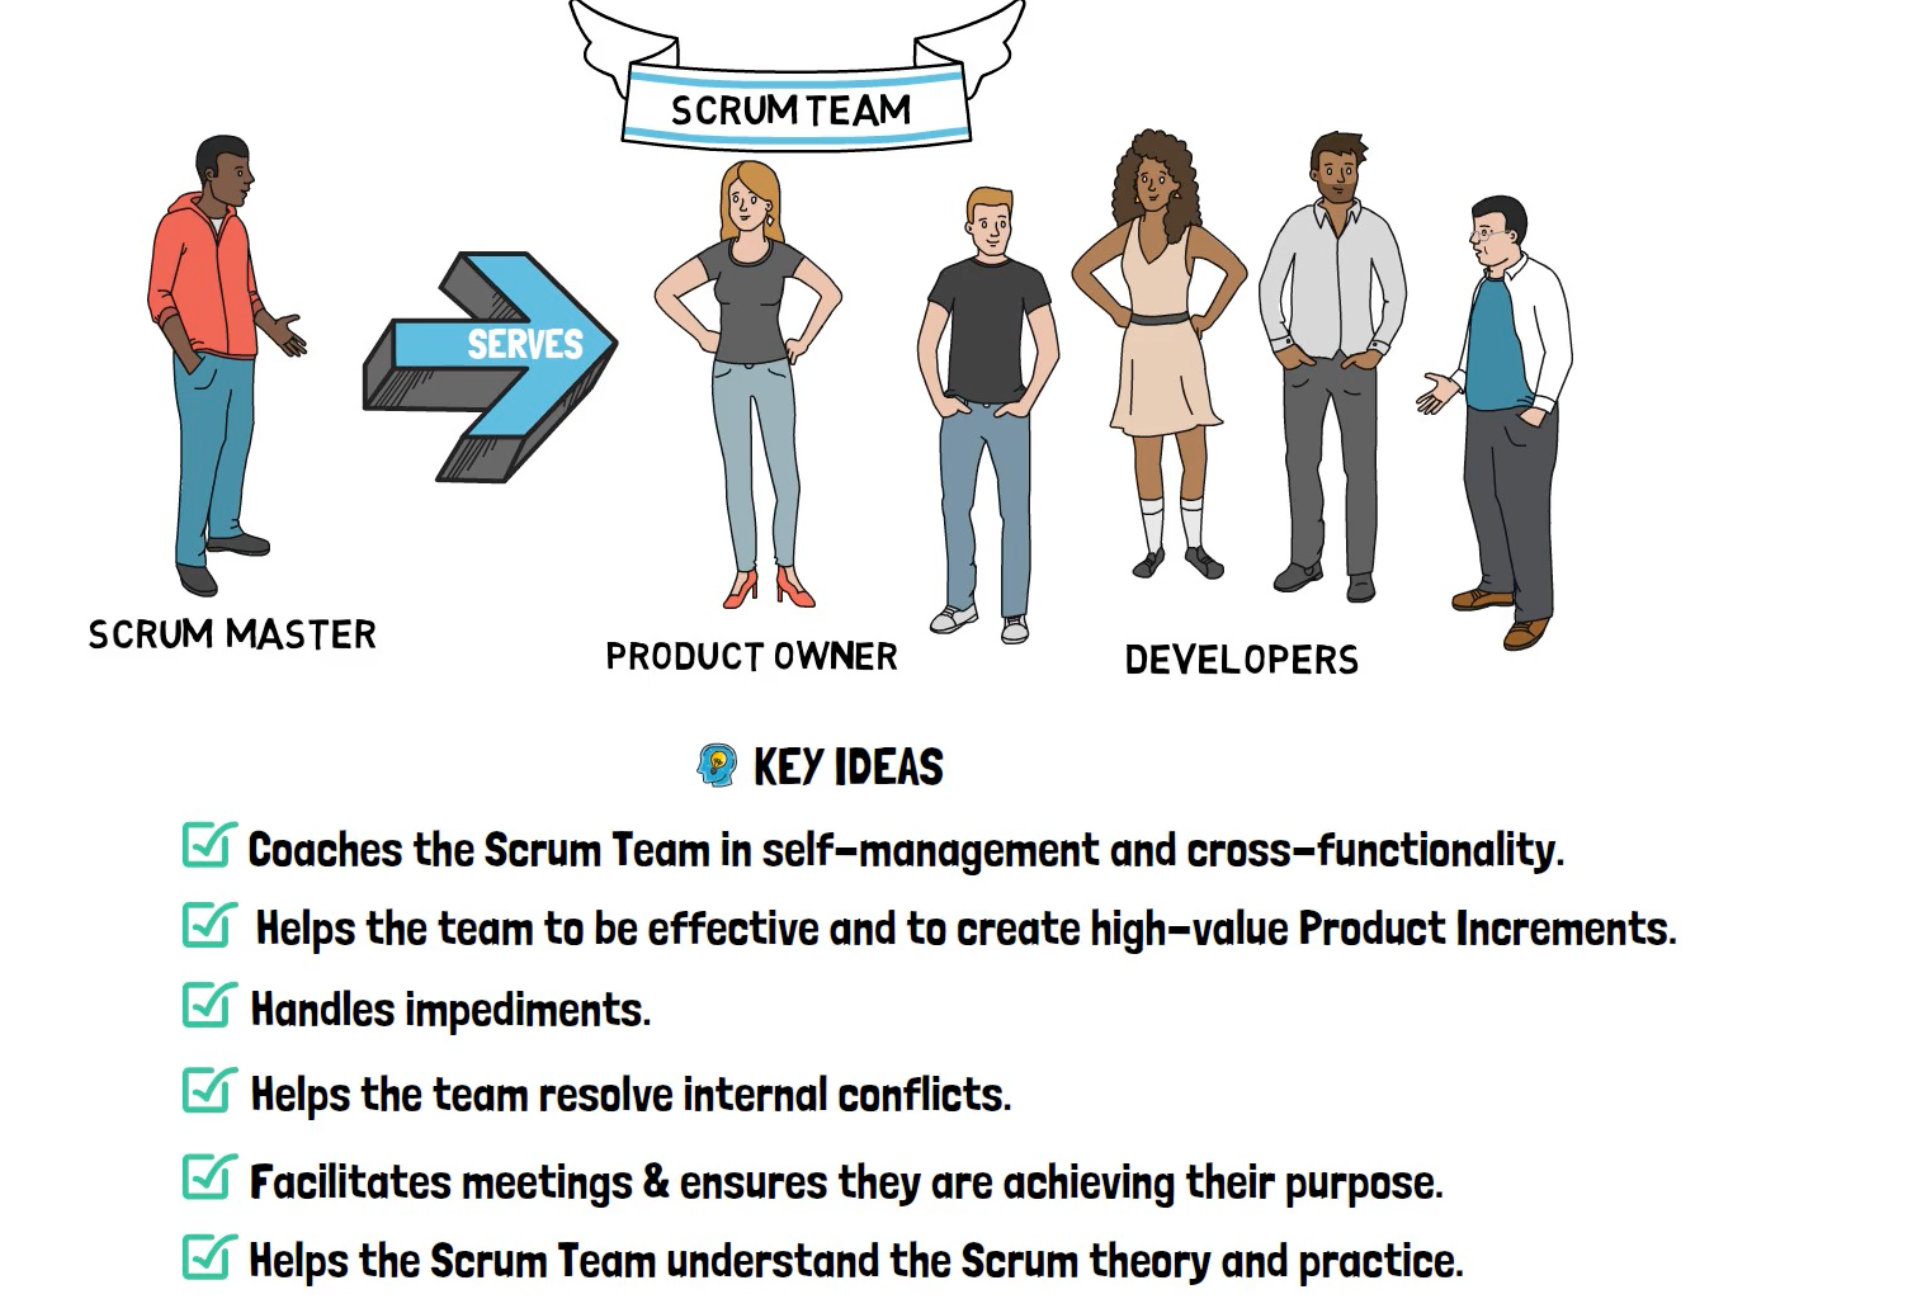 SCRUM TEAM
SERVES
SCRUM MASTER
PRODUCT OWNER
DEVELOPERS
KEY IDEAS
Coaches the Scrum Team in self-management and cross-functionality.
Helps the team to be effective and to create high-value Product Increments.
Handles impediments.
Helps the team resolve internal conflicts.
Facilitates meetings & ensures they are achieving their purpose.
Helps the Scrum Team understand the Scrum theory and practice.